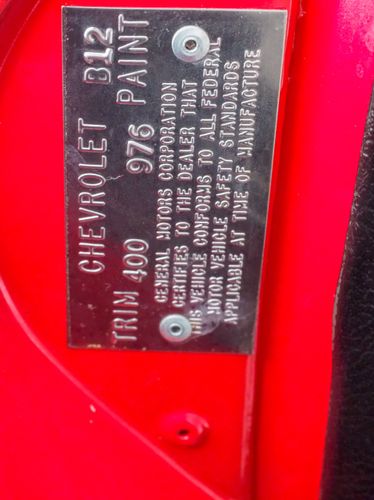 CHEVROLET B12
TRIM 400 976 PAINT
GENERAL MOTORS CORPORATION
CERTIFIES TO THE DEALER THAT
THIS VEHICLE CONFORMS TO ALL FEDERAL
MOTOR VEHICLE SAFETY STANDARDS
APPLICABLE AT TIME OF MANUFACTURE